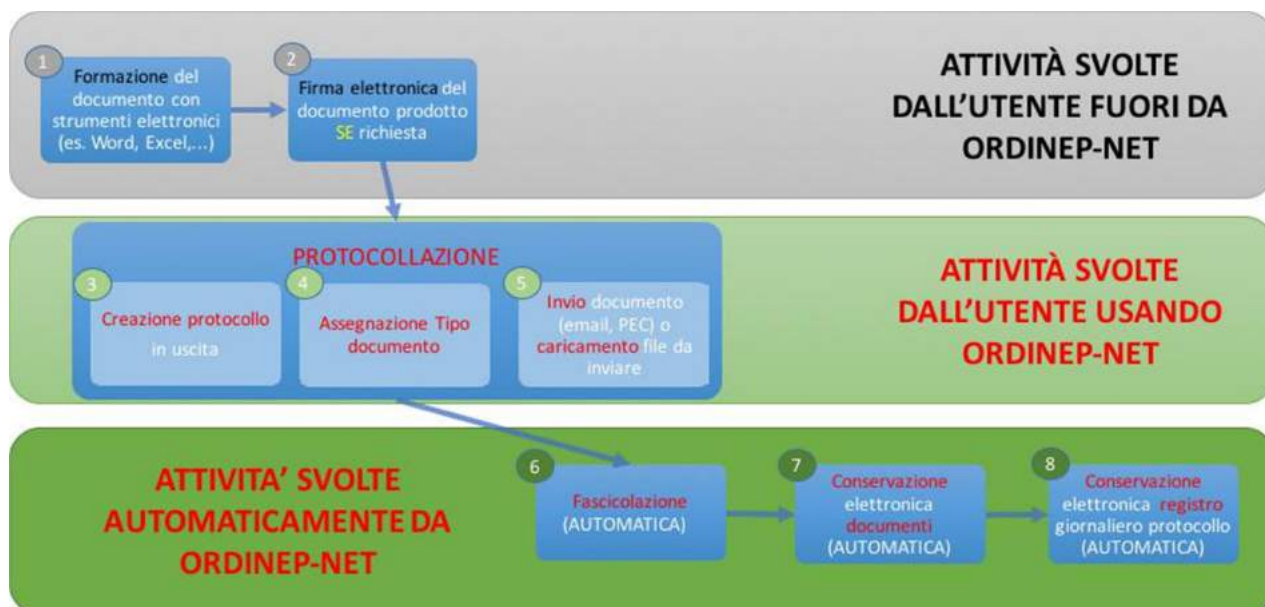 1
Formazione del
documento con
strumenti elettronici
(es. Word, Excel,...)
2
Firma elettronica del
documento prodotto
SE richiesta
ATTIVITÀ SVOLTE
DALL'UTENTE FUORI DA
ORDINEP-NET
PROTOCOLLAZIONE
3
Creazione protocollo
in uscita
4
Assegnazione Tipo
documento
5
Invio documento
(email, PEC) o
caricamento file da
inviare
ATTIVITÀ SVOLTE
DALL'UTENTE USANDO
ORDINEP-NET
ATTIVITA' SVOLTE
AUTOMATICAMENTE DA
ORDINEP-NET
6
Fascicolazione
(AUTOMATICA)
7
Conservazione
elettronica
documenti
(AUTOMATICA)
8
Conservazione
elettronica registro
giornaliero protocollo
(AUTOMATICA)